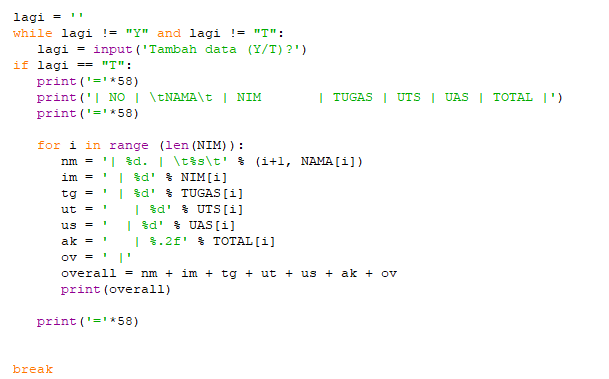 lagi = ''
while lagi != "Y" and lagi != "T":
   lagi = input('Tambah data (Y/T)?')
if lagi == "T":
   print('='*58)
   print('| NO | \tNAMA\t | NIM       | TUGAS | UTS | UAS | TOTAL |')
   print('='*58)

   for i in range (len(NIM)):
      nm = '| %d. | \t%s\t' % (i+1, NAMA[i])
      im = ' | %d' % NIM[i]
      tg = ' | %d' % TUGAS[i]
      ut = '   | %d' % UTS[i]
      us = '  | %d' % UAS[i]
      ak = '   | %.2f' % TOTAL[i]
      ov = ' |'
      overall = nm + im + tg + ut + us + ak + ov
      print(overall)

   print('='*58)


break